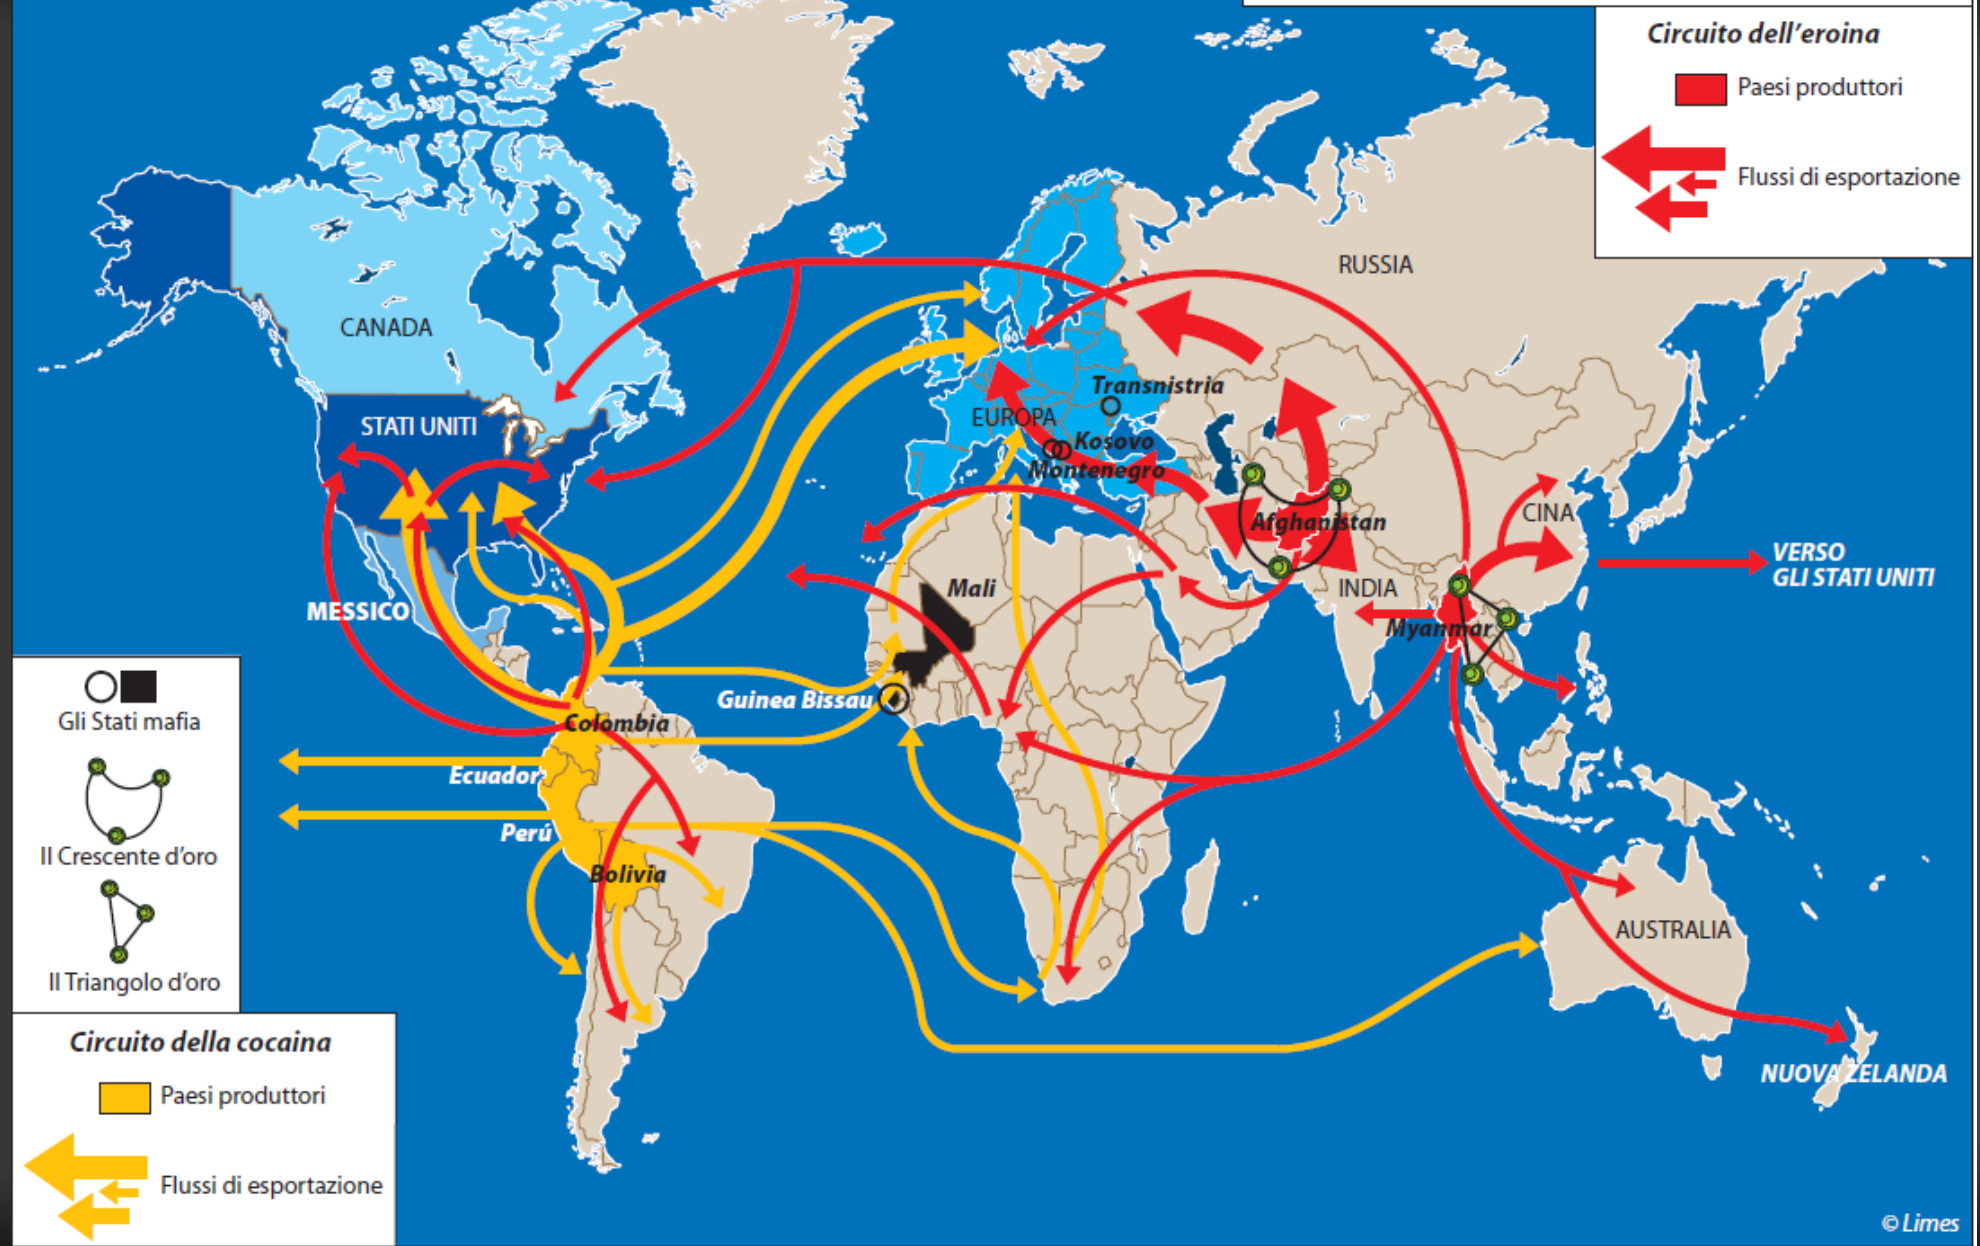 Circuito dell'eroina
Paesi produttori
Flussi di esportazione
RUSSIA
CANADA
STATI UNITI
Transnistria
EUROPA
Kosovo
Montenegro
Afghanistan
CINA
VERSO
GLI STATI UNITI
INDIA
Mali
MESSICO
Myanmar
Guinea Bissau
Colombia
Ecuador
Perú
Bolivia
AUSTRALIA
NUOVA ZELANDA
Gli Stati mafia
Il Crescente d'oro
Il Triangolo d'oro
Circuito della cocaina
Paesi produttori
Flussi di esportazione
© Limes